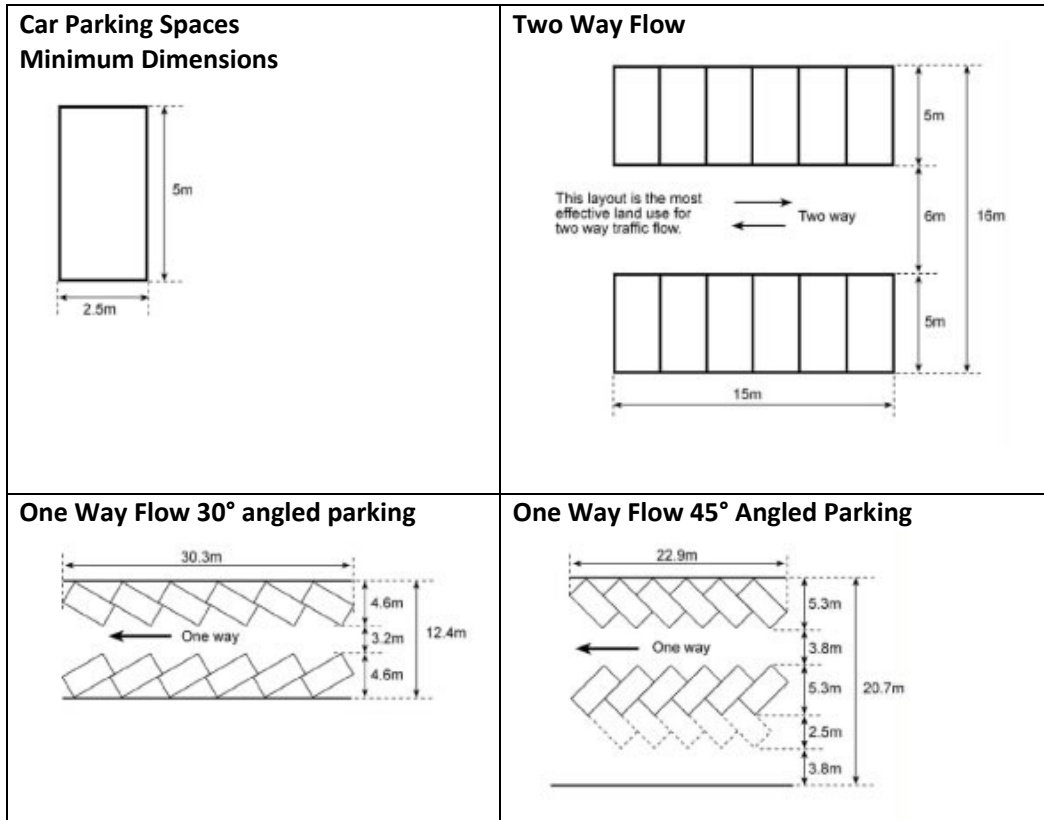 Car Parking Spaces
Minimum Dimensions
5m
2.5m
Two Way Flow
This layout is the most
effective land use for
two way traffic flow.
Two way
5m
6m
16m
5m
15m
One Way Flow 30° angled parking
30.3m
One way
4.6m
3.2m
12.4m
4.6m
One Way Flow 45° Angled Parking
22.9m
One way
5.3m
3.8m
5.3m
20.7m
2.5m
3.8m